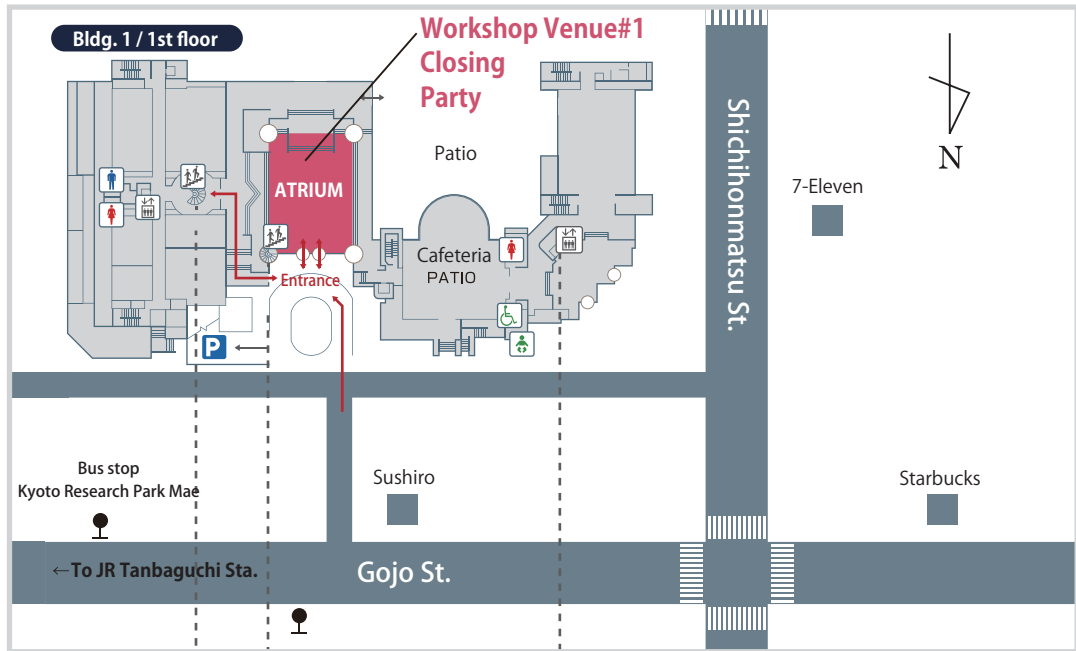 Bldg. 1 / 1st floor
Workshop Venue#1
Closing
Party
Patio
N
7-Eleven
Shichihonmatsu St.
ATRIUM
Cafeteria
PATIO
Entrance
P
Bus stop
Kyoto Research Park Mae
Sushiro
Starbucks
←To JR Tanbaguchi Sta.
Gojo St.